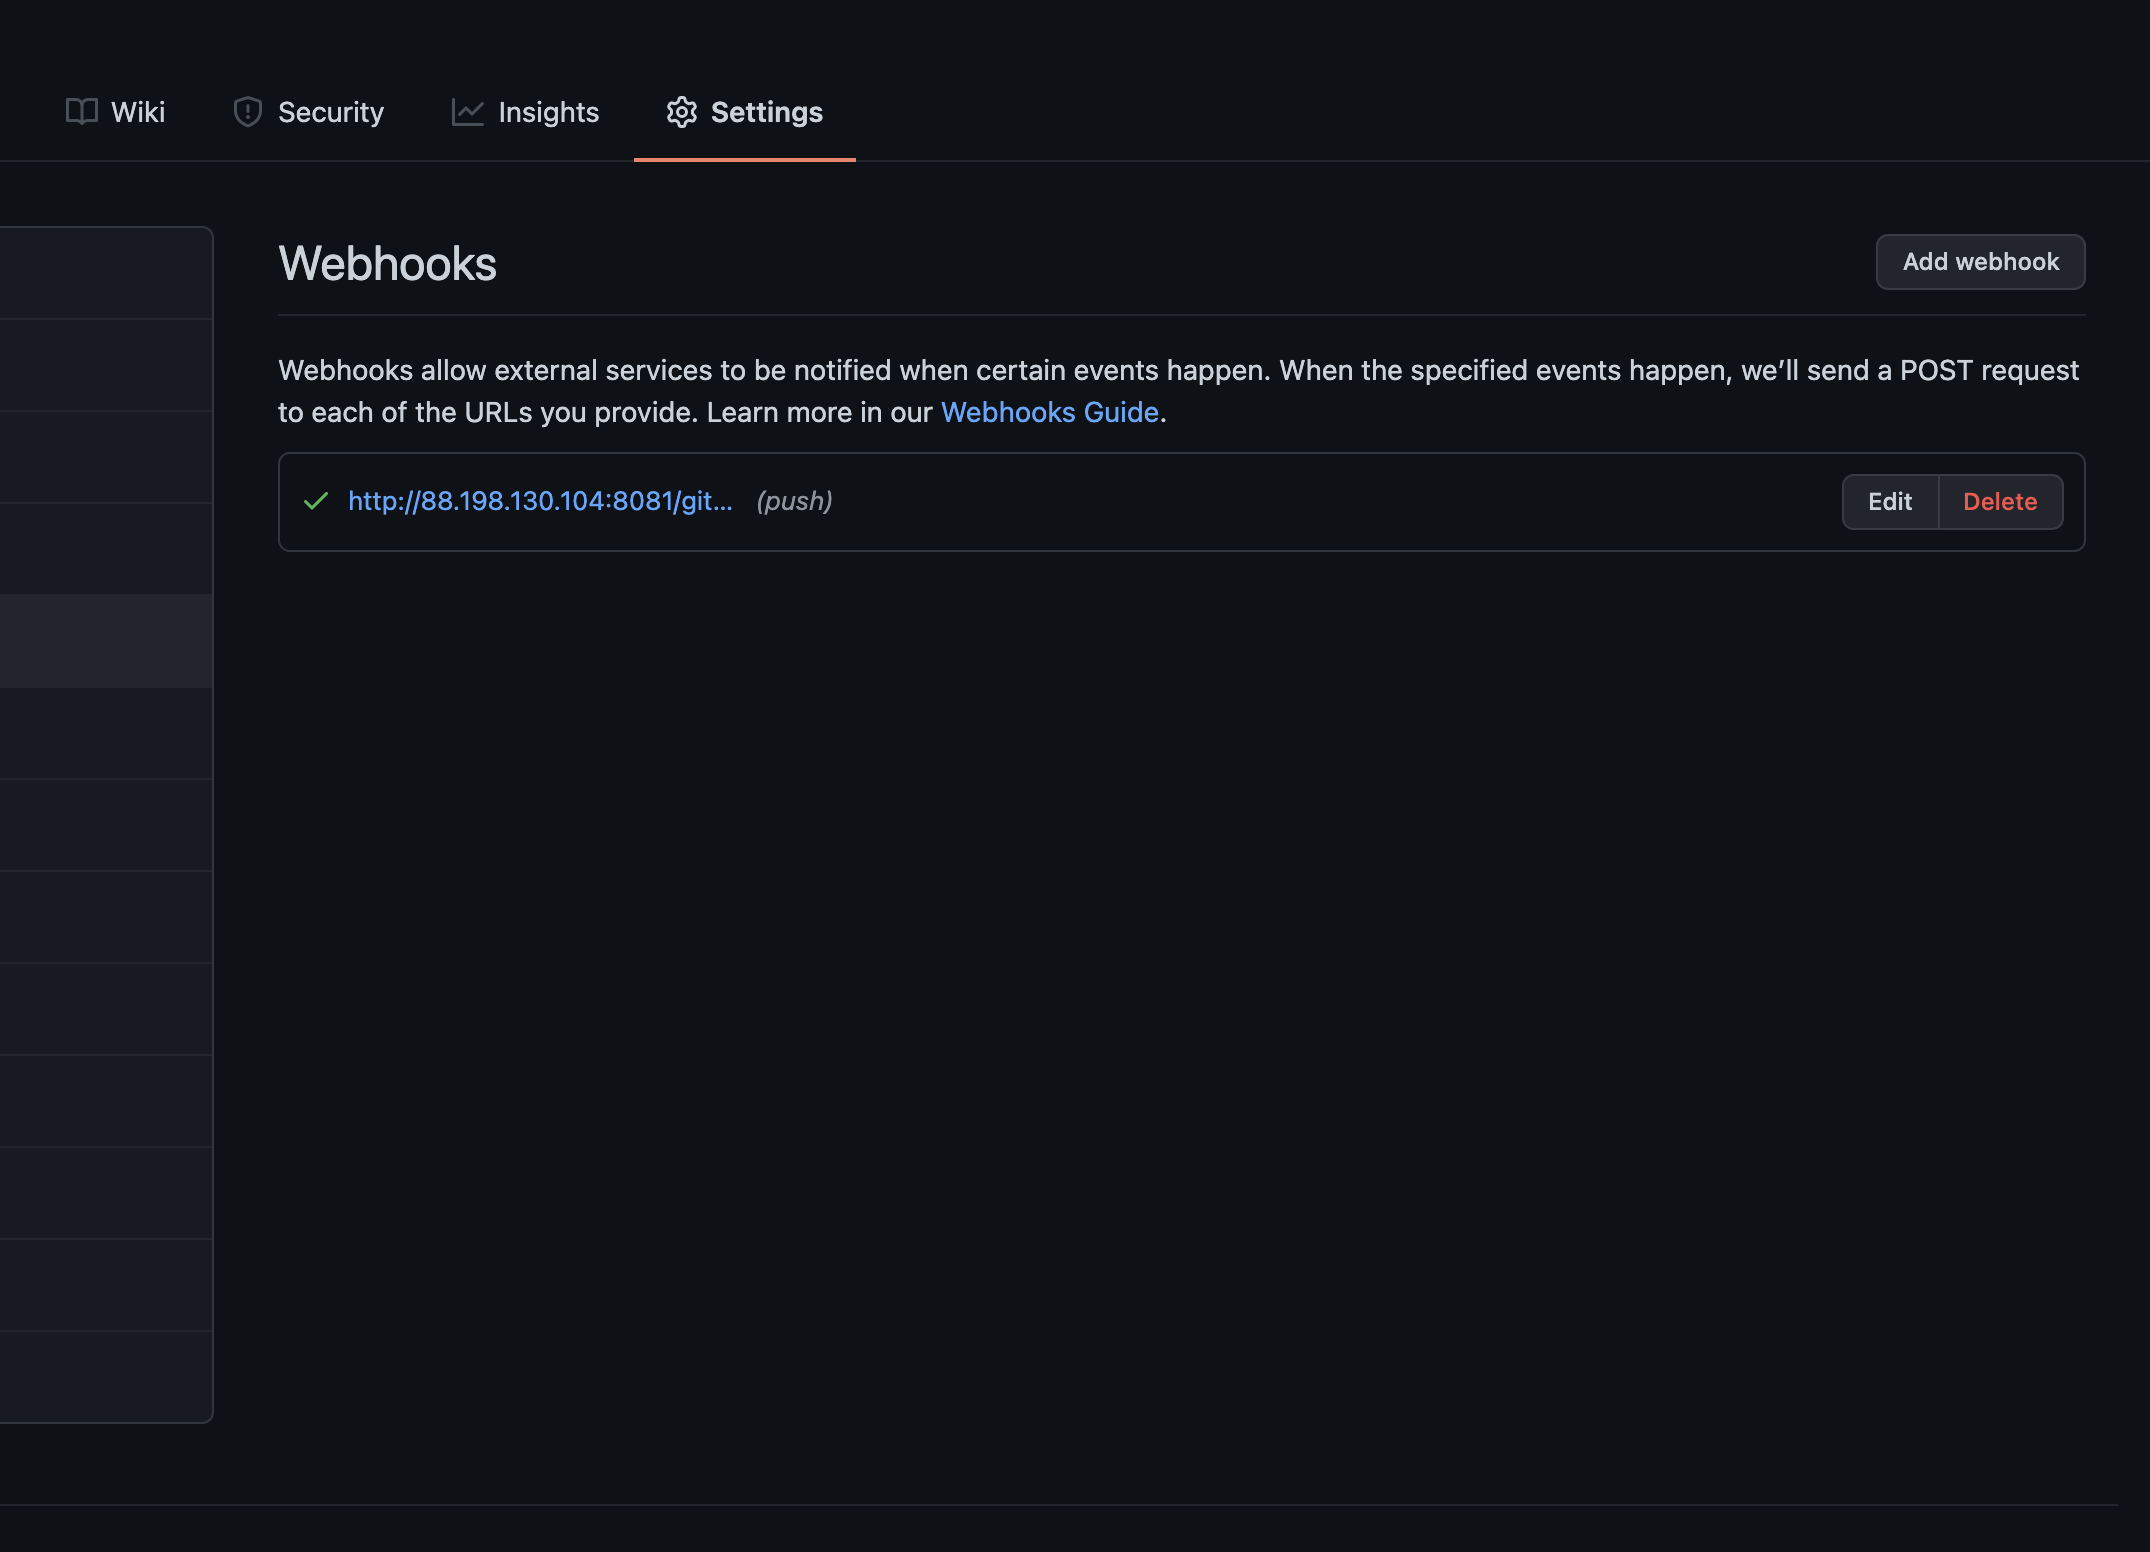 Wiki Security Insights Settings
Webhooks
Add webhook
Webhooks allow external services to be notified when certain events happen. When the specified events happen, we’ll send a POST request
to each of the URLs you provide. Learn more in our Webhooks Guide.
http://88.198.130.104:8081/git... (push) Edit Delete